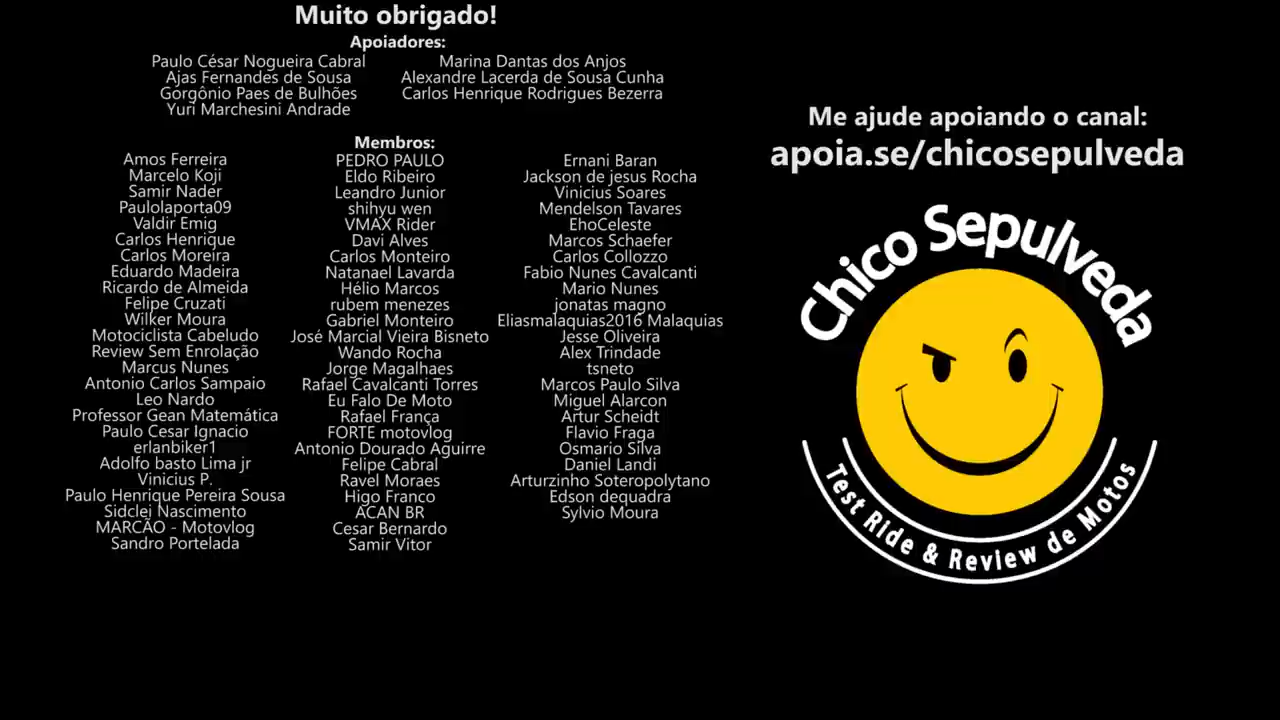 Muito obrigado!
Apoiadores:
Paulo César Nogueira Cabral
Ajas Fernandes de Sousa
Gorgônio Paes de Bulhões
Yuri Marchesini Andrade
Marina Dantas dos Anjos
Alexandre Lacerda de Sousa Cunha
Carlos Henrique Rodrigues Bezerra
Membros:
Amos Ferreira
Marcelo Koji
Samir Nader
Paulolaporta09
Valdir Emig
Carlos Henrique
Carlos Moreira
Eduardo Madeira
Ricardo de Almeida
Felipe Cruzati
Wilker Moura
Motociclista Cabeludo
Review Sem Enrolação
Marcus Nunes
Antonio Carlos Sampaio
Leo Nardo
Professor Gean Matemática
Paulo Cesar Ignacio
erlanbiker1
Adolfo basto Lima jr
Vinicius P.
Paulo Henrique Pereira Sousa
Sidclei Nascimento
MARCÃO - Motovlog
Sandro Portelada
PEDRO PAULO
Eldo Ribeiro
Leandro Junior
shihyu wen
VMAX Rider
Davi Alves
Carlos Monteiro
Natanael Lavarda
Hélio Marcos
rubem menezes
Gabriel Monteiro
José Marcial Vieira Bisneto
Wando Rocha
Jorge Magalhaes
Rafael Cavalcanti Torres
Eu Falo De Moto
Rafael França
FORTE motovlog
Antonio Dourado Aguirre
Felipe Cabral
Ravel Moraes
Higo Franco
ACAN BR
Cesar Bernardo
Samir Vitor
Ernani Baran
Jackson de jesus Rocha
Vinicius Soares
Mendelson Tavares
EhoCeleste
Marcos Schaefer
Carlos Collozzo
Fabio Nunes Cavalcanti
Mario Nunes
jonatas magno
Eliasmalaquias2016 Malaquias
Jesse Oliveira
Alex Trindade
tsneto
Marcos Paulo Silva
Miguel Alarcon
Artur Scheidt
Flavio Fraga
Osmario Silva
Daniel Landi
Arturzinho Soteropolytano
Edson dequadra
Sylvio Moura
Me ajude apoiando o canal:
apoia.se/chicosepulveda
Chico Sepulveda
Test Ride & Review de Motos